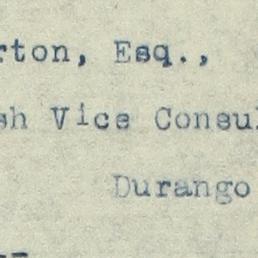 rton, Esq.,
sh Vice Consul
Durango